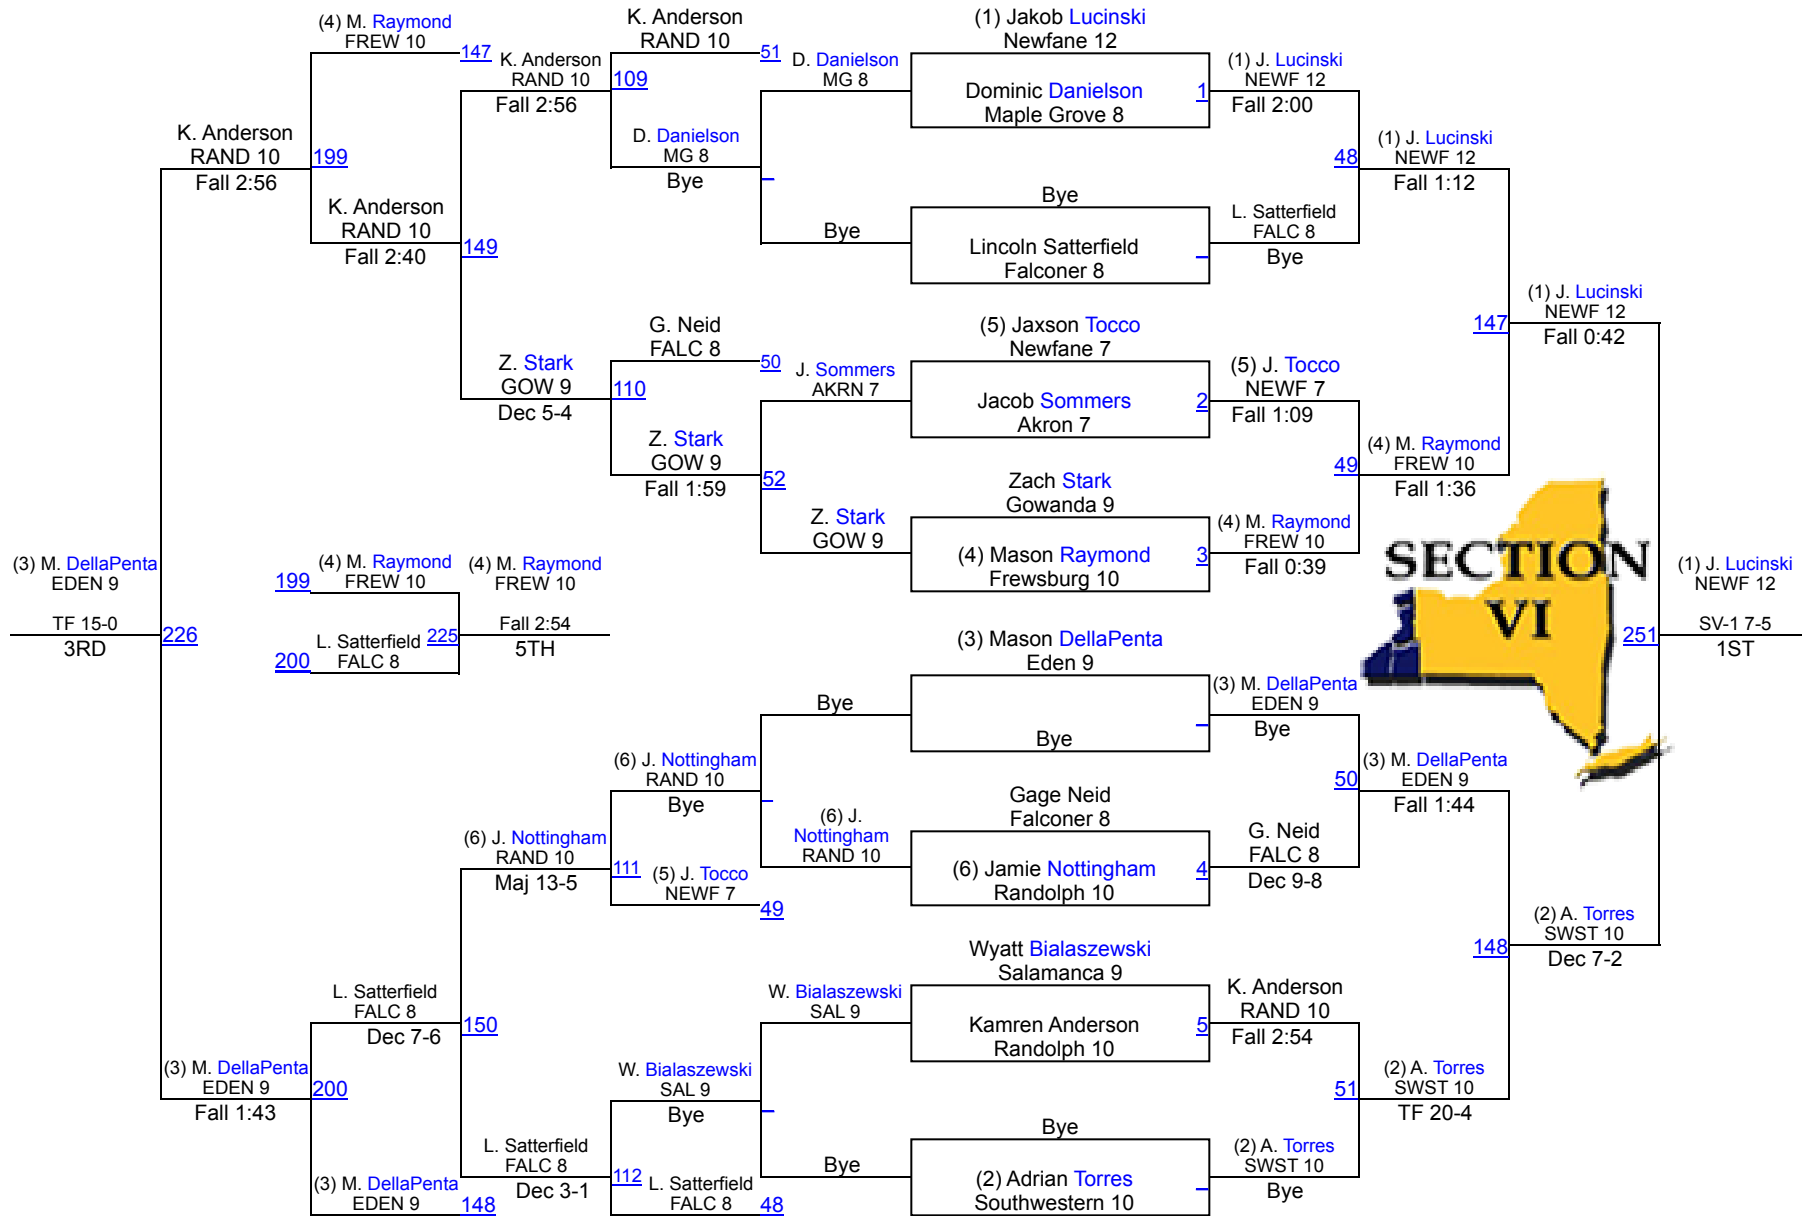 (4) M. Raymond
FREW 10
147
K. Anderson
RAND 10
Fall 2:56
K. Anderson
RAND 10
51
109
D. Danielson
MG 8
(1) Jakob Lucinski
Newfane 12
Dominic Danielson
Maple Grove 8
1
(1) J. Lucinski
NEWF 12
Fall 2:00
K. Anderson
RAND 10
Fall 2:56
199
D. Danielson
MG 8
Bye
48
(1) J. Lucinski
NEWF 12
Fall 1:12
K. Anderson
RAND 10
Fall 2:40
149
Bye
Bye
Lincoln Satterfield
Falconer 8
L. Satterfield
FALC 8
Bye
(1) J. Lucinski
NEWF 12
Fall 0:42
147
G. Neid
FALC 8
50
Z. Stark
GOW 9
Dec 5-4
110
J. Sommers
AKRN 7
(5) Jaxson Tocco
Newfane 7
Jacob Sommers
Akron 7
2
(5) J. Tocco
NEWF 7
Fall 1:09
Z. Stark
GOW 9
Fall 1:59
52
49
(4) M. Raymond
FREW 10
Fall 1:36
Z. Stark
GOW 9
Zach Stark
Gowanda 9
(4) Mason Raymond
Frewsburg 10
3
(4) M. Raymond
FREW 10
Fall 0:39
SECTION
VI
(3) M. DellaPenta
EDEN 9
TF 15-0
3RD
226
199
(4) M. Raymond
FREW 10
(4) M. Raymond
FREW 10
200
L. Satterfield
FALC 8
225
Fall 2:54
5TH
(1) J. Lucinski
NEWF 12
SV-1 7-5
1ST
251
Bye
(3) Mason DellaPenta
Eden 9
Bye
(3) M. DellaPenta
EDEN 9
Bye
(6) J. Nottingham
RAND 10
Bye
50
(3) M. DellaPenta
EDEN 9
Fall 1:44
(6) J. Nottingham
RAND 10
Maj 13-5
111
(5) J. Tocco
NEWF 7
49
(6) J.
Nottingham
RAND 10
Gage Neid
Falconer 8
(6) Jamie Nottingham
Randolph 10
4
G. Neid
FALC 8
Dec 9-8
148
(2) A. Torres
SWST 10
Dec 7-2
L. Satterfield
FALC 8
Dec 7-6
150
W. Bialaszewski
SAL 9
Wyatt Bialaszewski
Salamanca 9
Kamren Anderson
Randolph 10
5
K. Anderson
RAND 10
Fall 2:54
(3) M. DellaPenta
EDEN 9
Fall 1:43
200
W. Bialaszewski
SAL 9
Bye
51
(2) A. Torres
SWST 10
TF 20-4
(3) M. DellaPenta
EDEN 9
148
L. Satterfield
FALC 8
Dec 3-1
112
L. Satterfield
FALC 8
48
Bye
Bye
(2) Adrian Torres
Southwestern 10
(2) A. Torres
SWST 10
Bye